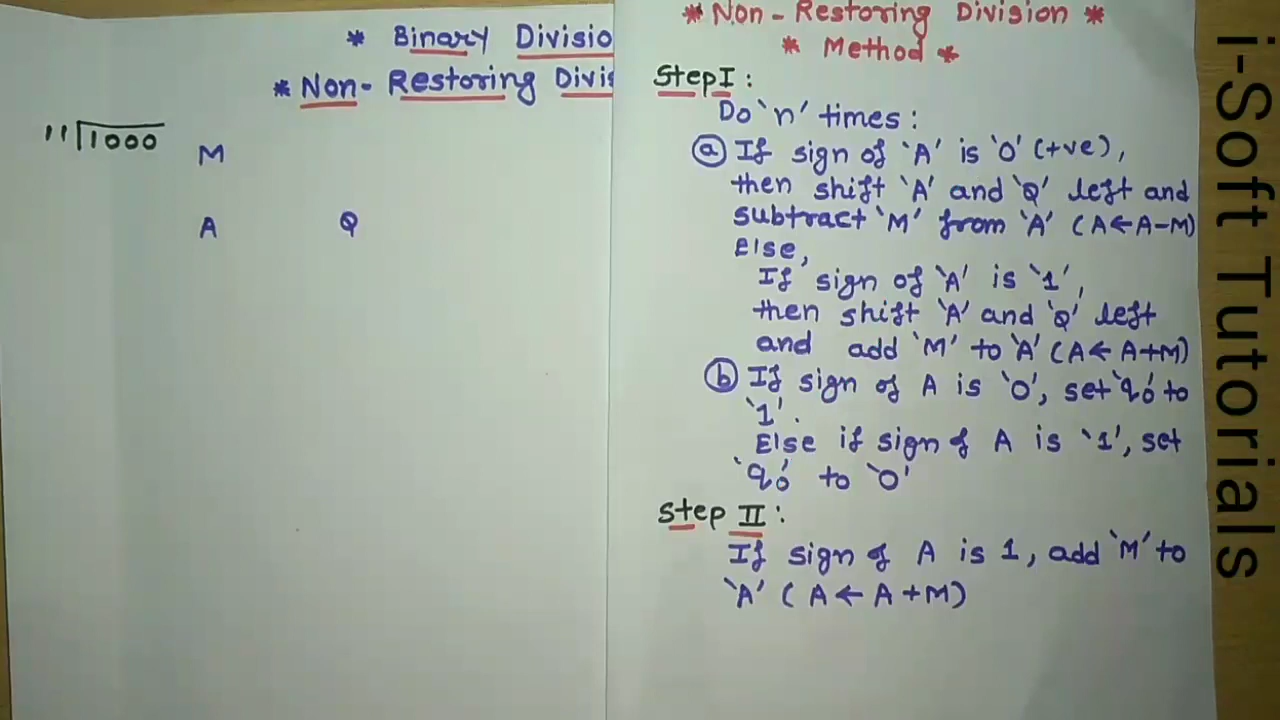 * Binary Divisio
* Non-Restoring Divis
11 1000
M
A Q
* Non-Restoring Division *
* Method *
Step I :
Do 'n' times :
(a) If sign of 'A' is '0' (+ve),
then shift 'A' and 'Q' left and
subtract 'M' from 'A' (A←A-M)
Else,
If sign of 'A' is '1',
then shift 'A' and 'Q' left
and add 'M' to 'A' (A←A+M)
(b) If sign of A is '0', set 'q0' to
'1'.
Else if sign of A is '1', set
'q0' to '0'
Step II :
If sign of A is 1, add 'M' to
'A' (A←A+M)
i-Soft Tutorials